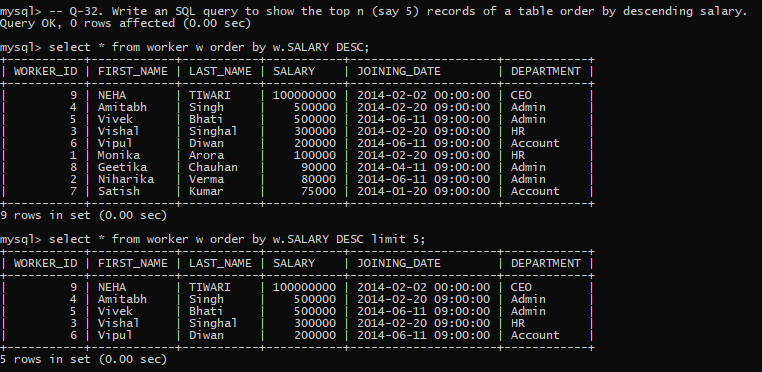 mysql> -- Q-32. Write an SQL query to show the top n (say 5) records of a table order by descending salary.
Query OK, 0 rows affected (0.00 sec)
mysql> select * from worker w order by w.SALARY DESC;
+-----------+------------+-----------+-----------+---------------------+------------+
| WORKER_ID | FIRST_NAME | LAST_NAME | SALARY    | JOINING_DATE        | DEPARTMENT |
+-----------+------------+-----------+-----------+---------------------+------------+
|         9 | NEHA       | TIWARI    | 100000000 | 2014-02-02 00:00:00 | CEO        |
|         4 | Amitabh    | Singh     |    500000 | 2014-02-20 09:00:00 | Admin      |
|         5 | Vivek      | Bhati     |    500000 | 2014-06-11 09:00:00 | Admin      |
|         3 | Vishal     | Singhal   |    300000 | 2014-02-20 09:00:00 | HR         |
|         6 | Vipul      | Diwan     |    200000 | 2014-06-11 09:00:00 | Account    |
|         1 | Monika     | Arora     |    100000 | 2014-02-20 09:00:00 | HR         |
|         8 | Geetika    | Chauhan   |     90000 | 2014-04-11 09:00:00 | Admin      |
|         2 | Niharika   | Verma     |     80000 | 2014-06-11 09:00:00 | Admin      |
|         7 | Satish     | Kumar     |     75000 | 2014-01-20 09:00:00 | Account    |
+-----------+------------+-----------+-----------+---------------------+------------+
9 rows in set (0.00 sec)
mysql> select * from worker w order by w.SALARY DESC limit 5;
+-----------+------------+-----------+-----------+---------------------+------------+
| WORKER_ID | FIRST_NAME | LAST_NAME | SALARY    | JOINING_DATE        | DEPARTMENT |
+-----------+------------+-----------+-----------+---------------------+------------+
|         9 | NEHA       | TIWARI    | 100000000 | 2014-02-02 00:00:00 | CEO        |
|         4 | Amitabh    | Singh     |    500000 | 2014-02-20 09:00:00 | Admin      |
|         5 | Vivek      | Bhati     |    500000 | 2014-06-11 09:00:00 | Admin      |
|         3 | Vishal     | Singhal   |    300000 | 2014-02-20 09:00:00 | HR         |
|         6 | Vipul      | Diwan     |    200000 | 2014-06-11 09:00:00 | Account    |
+-----------+------------+-----------+-----------+---------------------+------------+
5 rows in set (0.00 sec)